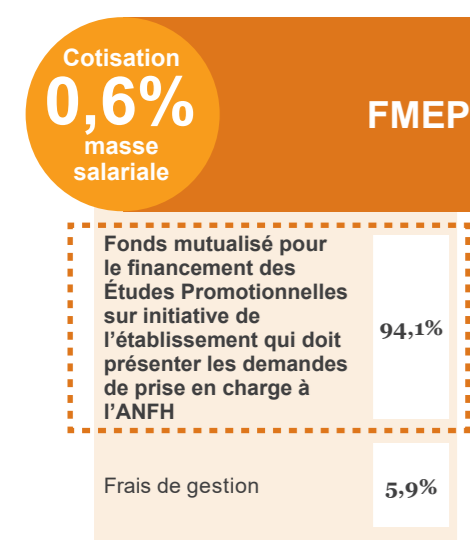 Cotisation
0,6%
masse
salariale
FMEP
Fonds mutualisé pour
le financement des
Études Promotionnelles
sur initiative de
l'établissement qui doit
présenter les demandes
de prise en charge à
l'ANFH
94,1%
Frais de gestion
5,9%